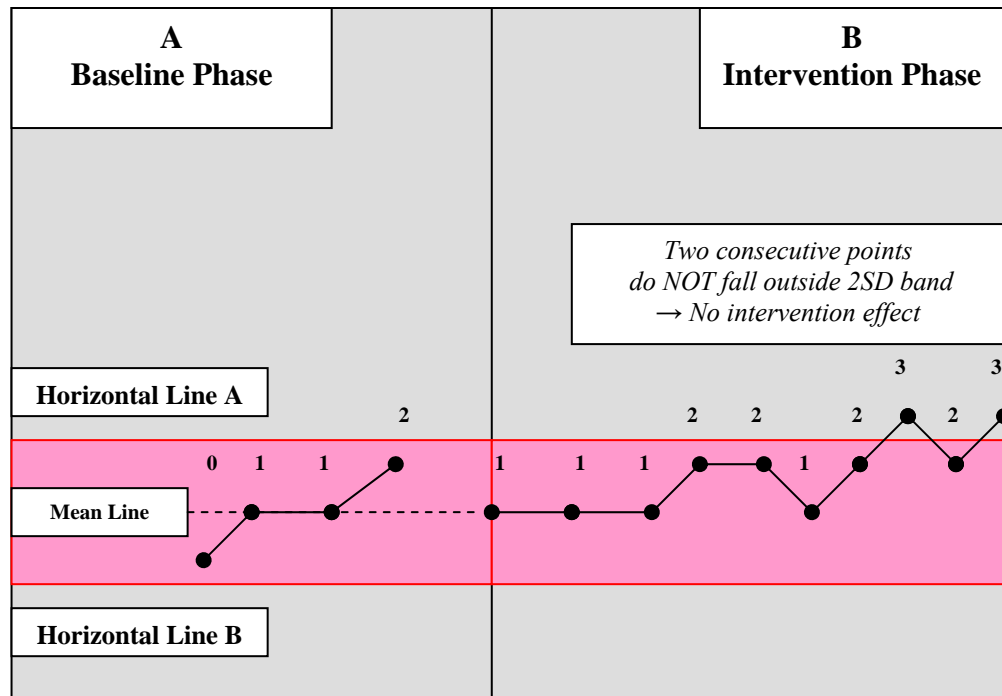 A
Baseline Phase
B
Intervention Phase
Two consecutive points
do NOT fall outside 2SD band
→ No intervention effect
3 3
Horizontal Line A
2 2 2 2 2
0 1 1 1 1 1 1
Mean Line
Horizontal Line B